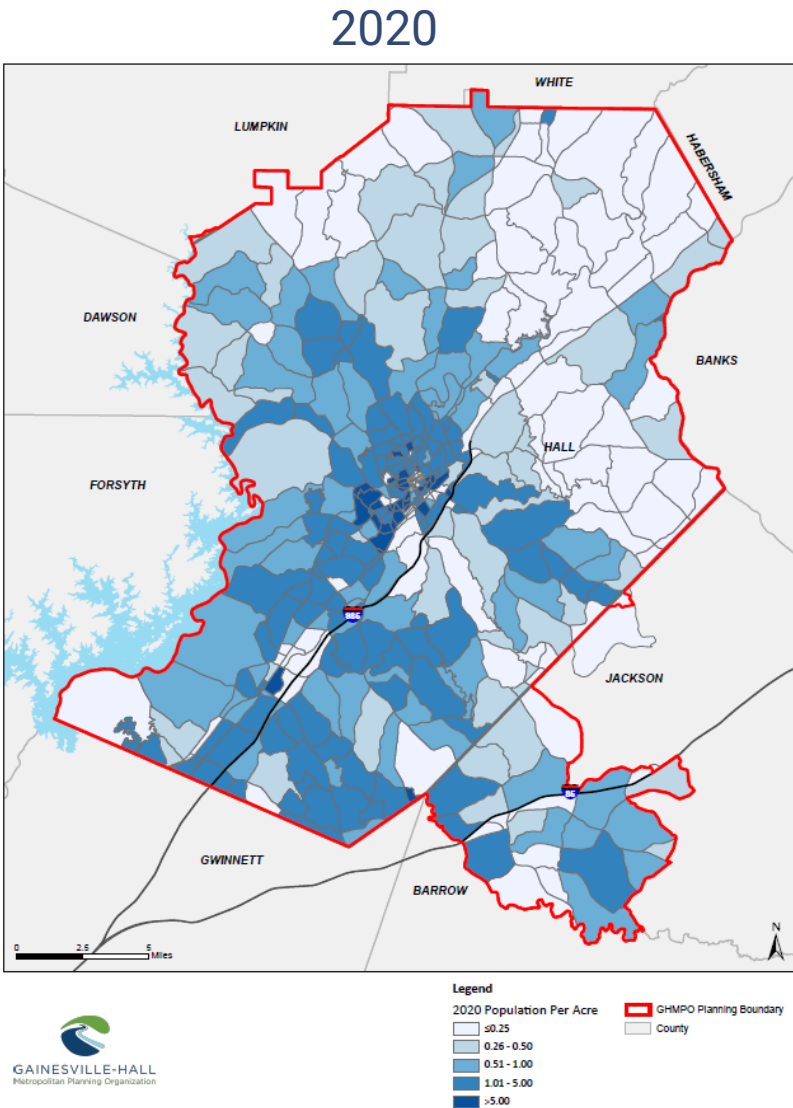 2020
WHITE
LUMPKIN
HABERSHAM
DAWSON
BANKS
HALL
FORSYTH
985
JACKSON
85
GWINNETT
BARROW
0 2.5 5
Miles
N
Legend
2020 Population Per Acre
≤0.25
0.26 - 0.50
0.51 - 1.00
1.01 - 5.00
>5.00
GHMPO Planning Boundary
County
GAINESVILLE-HALL
Metropolitan Planning Organization